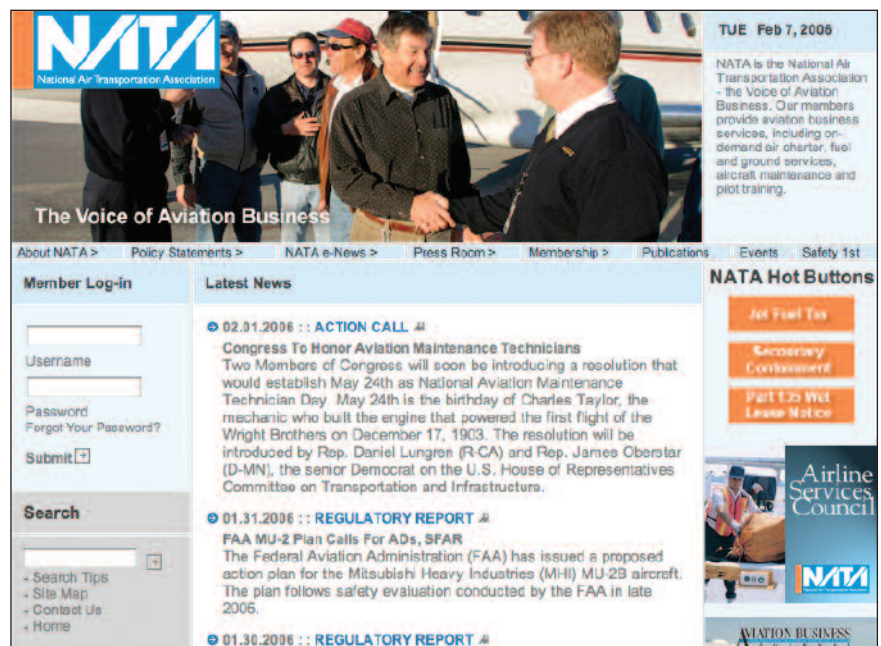 NATA
National Air Transportation Association
The Voice of Aviation Business
TUE Feb 7, 2006
NATA is the National Air
Transportation Association
- the Voice of Aviation
Business. Our members
provide aviation business
services, including on-
demand air charter, fuel
and ground services,
aircraft maintenance and
pilot training.
About NATA > Policy Statements > NATA e-News > Press Room > Membership > Publications Events Safety 1st
Member Log-in
Username
Password
Forgot Your Password?
Submit
Search
+ Search Tips
+ Site Map
+ Contact Us
+ Home
Latest News
02.01.2006 : : ACTION CALL
Congress To Honor Aviation Maintenance Technicians
Two Members of Congress will soon be introducing a resolution that
would establish May 24th as National Aviation Maintenance
Technician Day. May 24th is the birthday of Charles Taylor, the
mechanic who built the engine that powered the first flight of the
Wright Brothers on December 17, 1903. The resolution will be
introduced by Rep. Daniel Lungren (R-CA) and Rep. James Oberstar
(D-MN), the senior Democrat on the U.S. House of Representatives
Committee on Transportation and Infrastructure.
01.31.2006 : : REGULATORY REPORT
FAA MU-2 Plan Calls For ADs, SFAR
The Federal Aviation Administration (FAA) has issued a proposed
action plan for the Mitsubishi Heavy Industries (MHI) MU-2B aircraft.
The plan follows safety evaluation conducted by the FAA in late
2005.
01.30.2006 : : REGULATORY REPORT
NATA Hot Buttons
Jet Fuel Tax
Secondary
Containment
Part 135 Wet
Lease Notice
Airline
Services
Council
NATA
AVIATION BUSINESS